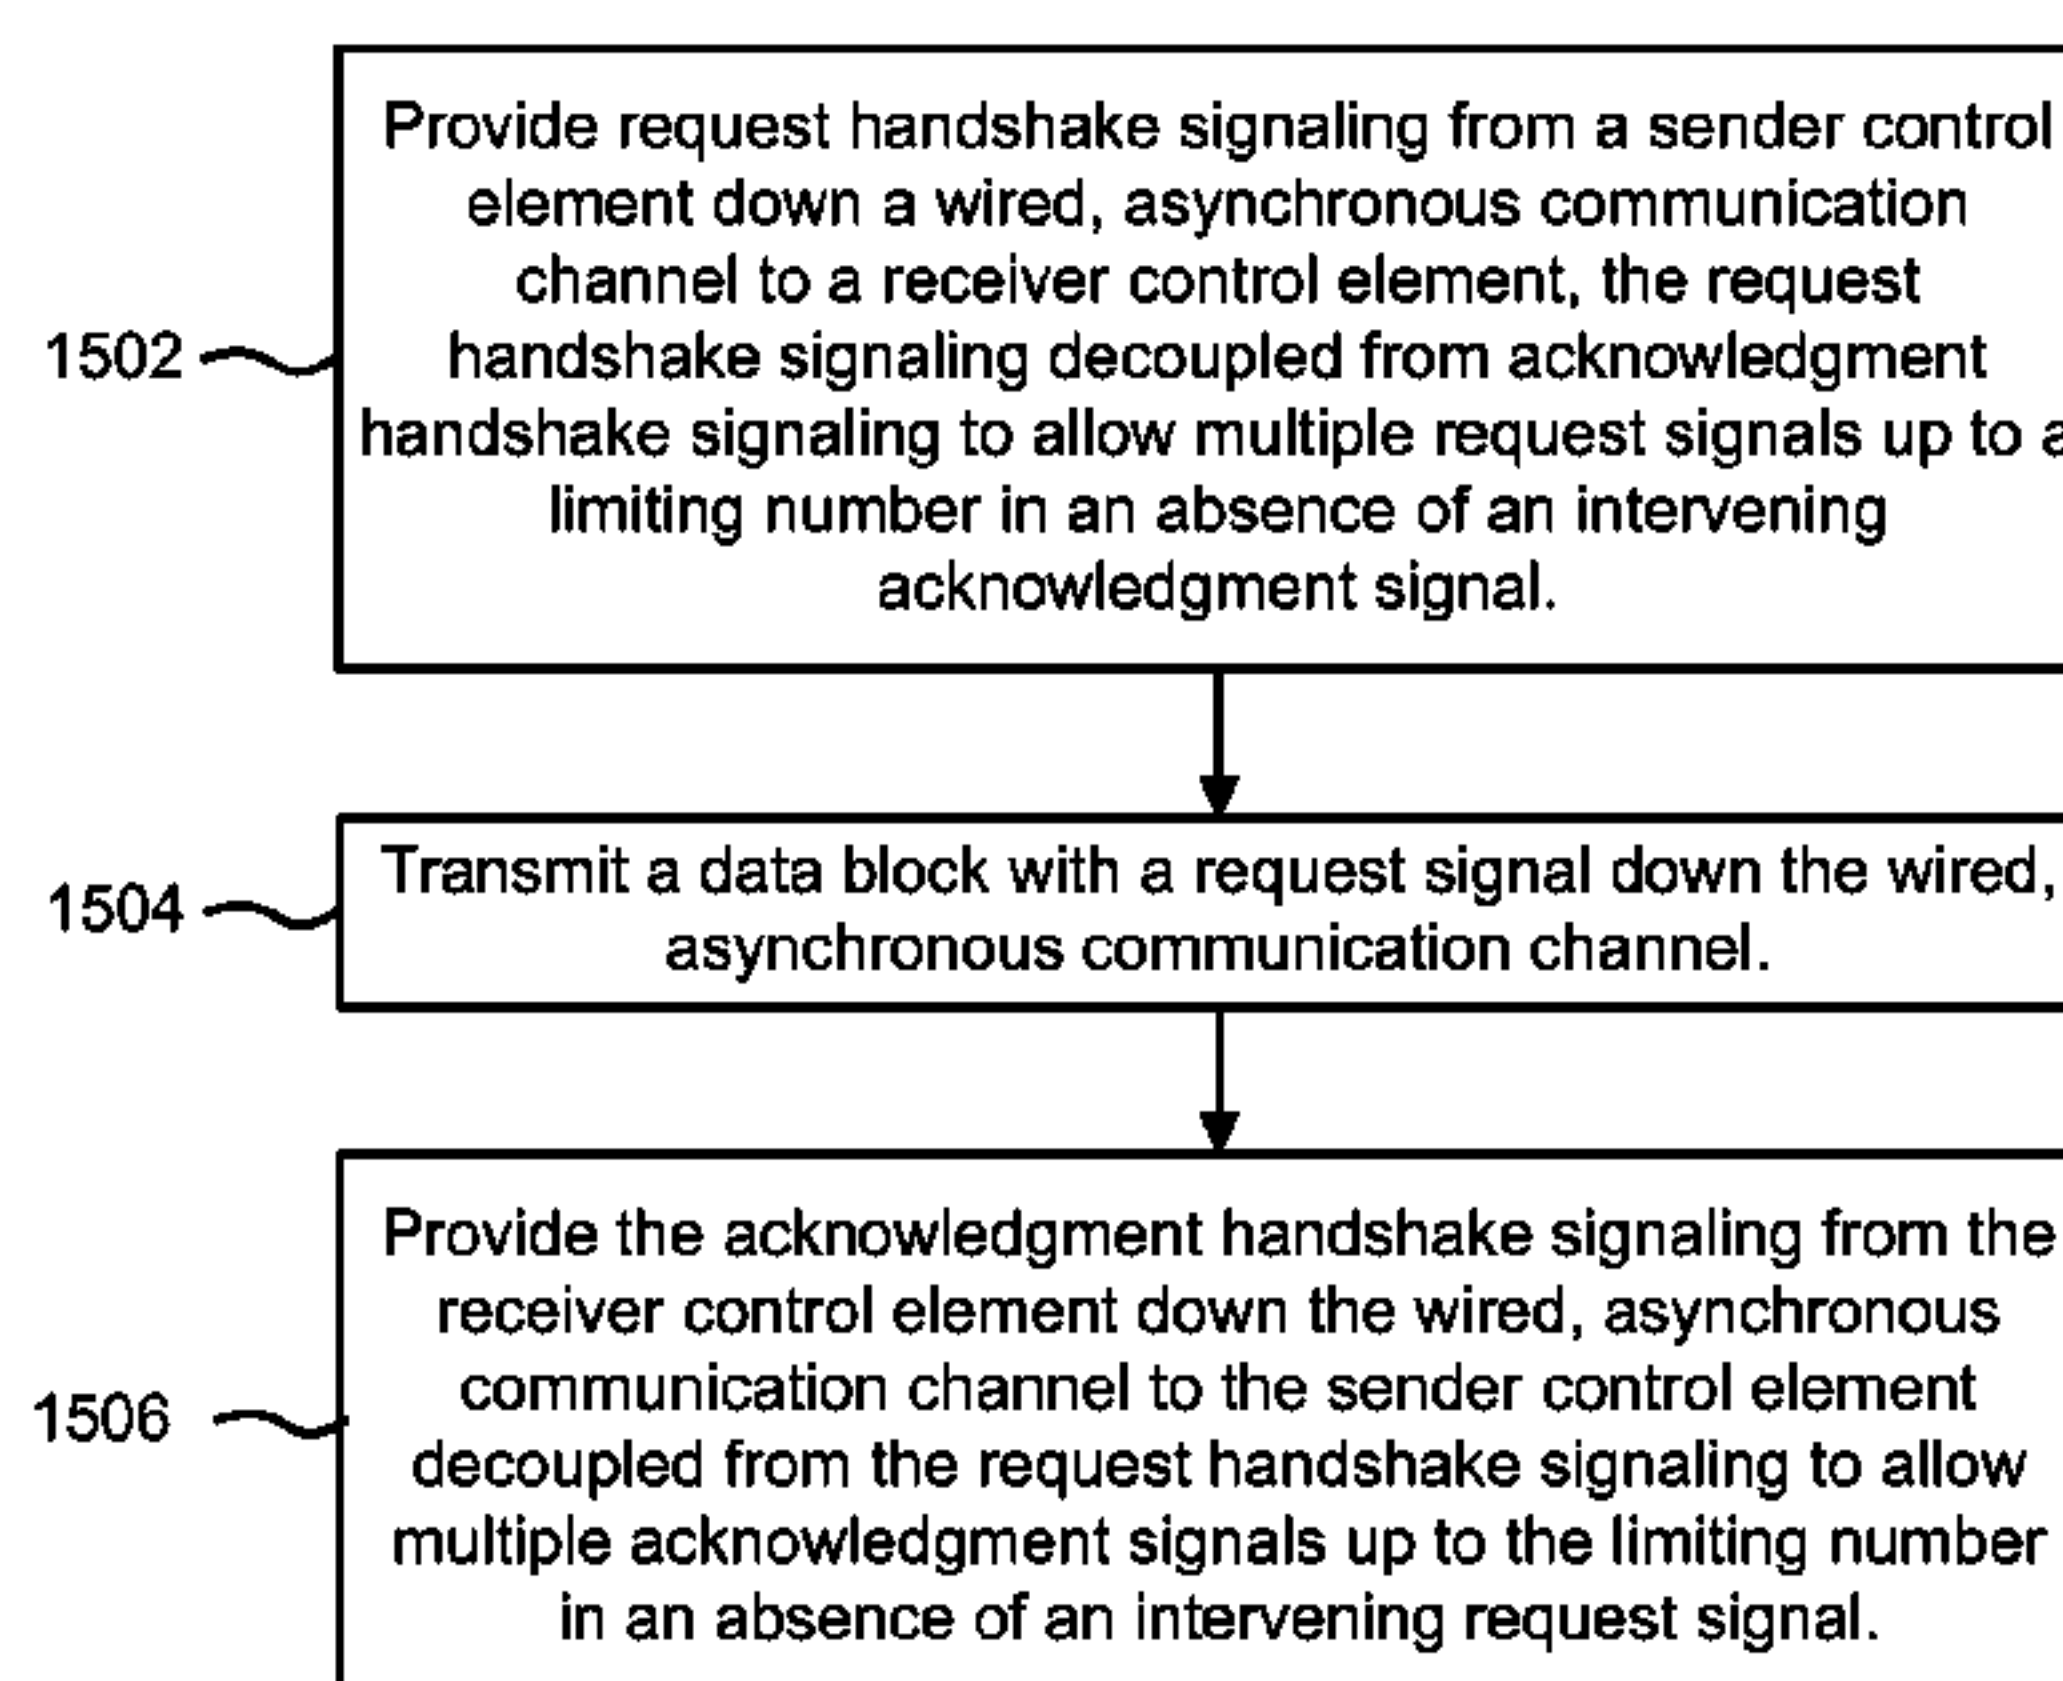 Provide request handshake signaling from a sender control
element down a wired, asynchronous communication
channel to a receiver control element, the request
1502
handshake signaling decoupled from acknowledgment
handshake signaling to allow multiple request signals up to a
limiting number in an absence of an intervening
acknowledgment signal.
1504
Transmit a data block with a request signal down the wired,
asynchronous communication channel.
Provide the acknowledgment handshake signaling from the
receiver control element down the wired, asynchronous
communication channel to the sender control element
1506
decoupled from the request handshake signaling to allow
multiple acknowledgment signals up to the limiting number
in an absence of an intervening request signal.